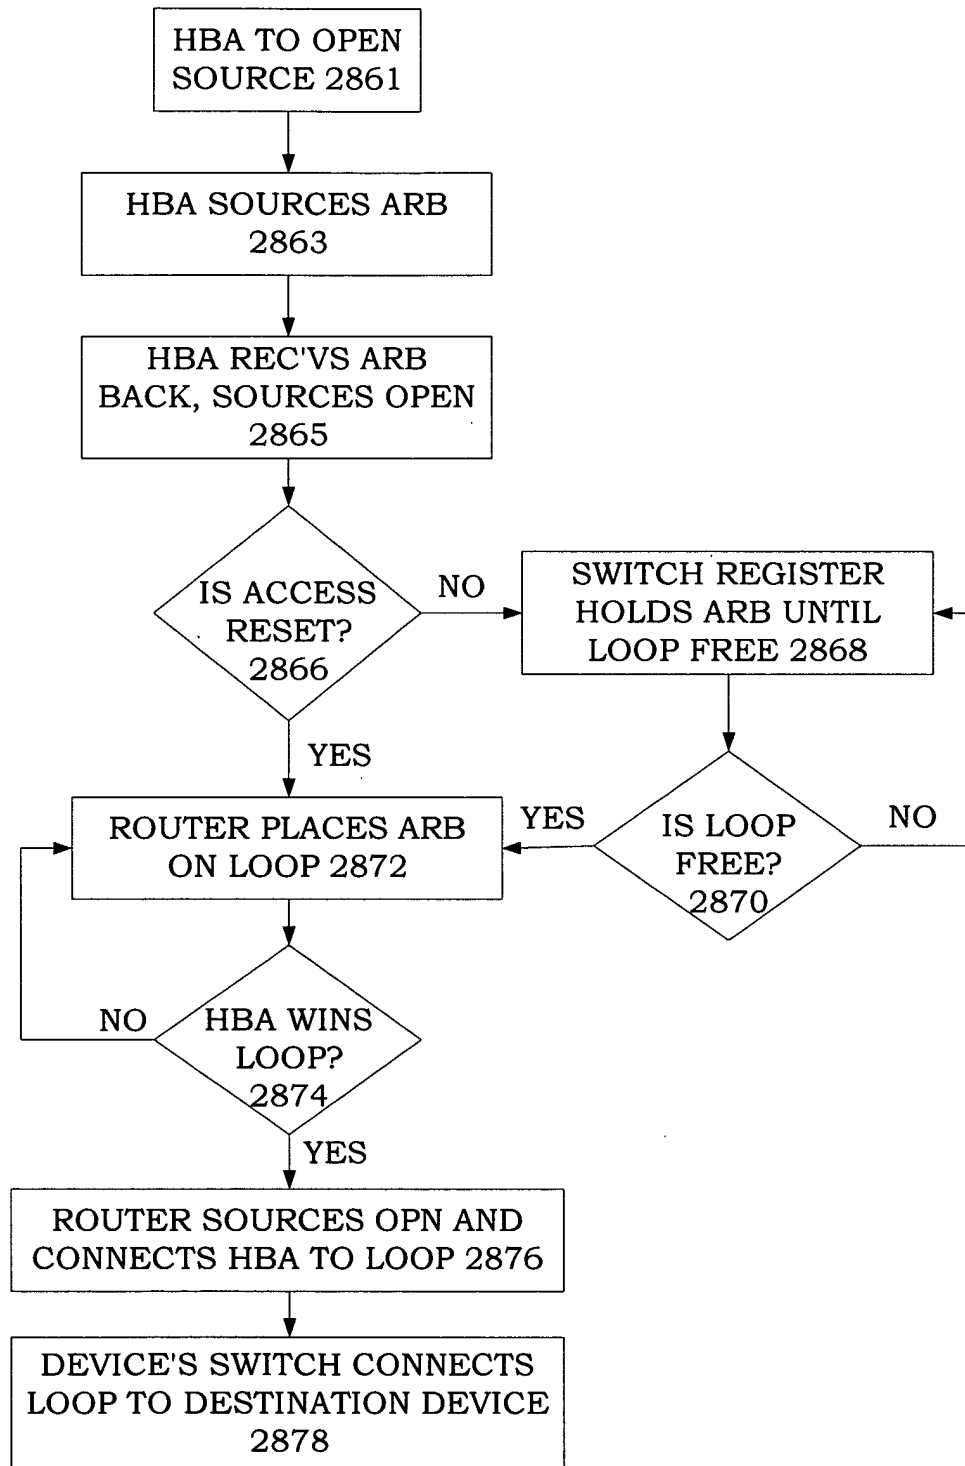 HBA TO OPEN
SOURCE 2861
HBA SOURCES ARB
2863
HBA REC'VS ARB
BACK, SOURCES OPEN
2865
IS ACCESS
RESET?
2866
NO
SWITCH REGISTER
HOLDS ARB UNTIL
LOOP FREE 2868
YES
ROUTER PLACES ARB
ON LOOP 2872
YES
IS LOOP
FREE?
2870
NO
NO
HBA WINS
LOOP?
2874
YES
ROUTER SOURCES OPN AND
CONNECTS HBA TO LOOP 2876
DEVICE'S SWITCH CONNECTS
LOOP TO DESTINATION DEVICE
2878